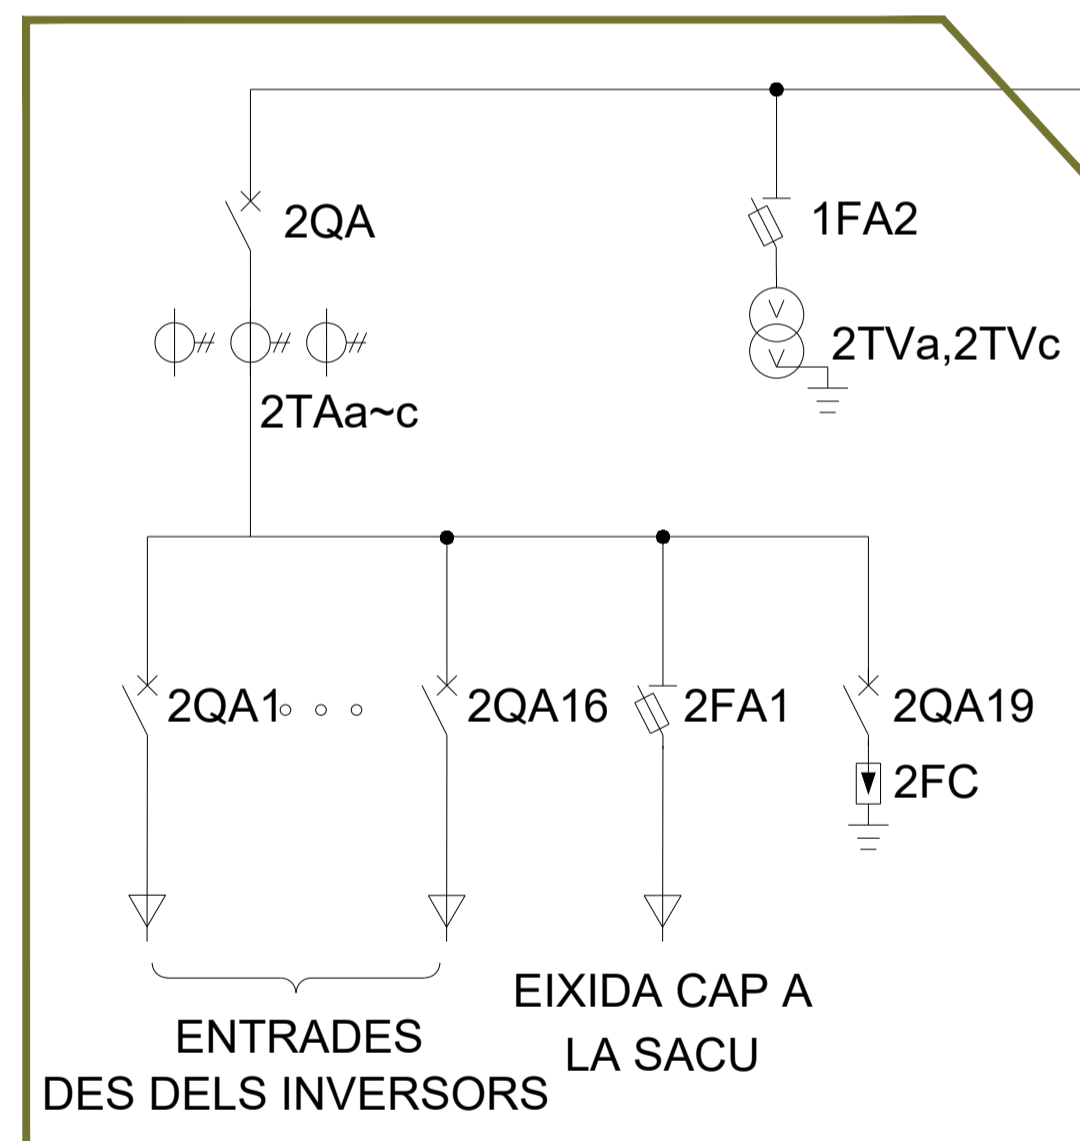 2QA
1FA2
2TVa,2TVc
2TAa~c
2QA1
2QA16
2FA1
2QA19
2FC
ENTRADES
DES DELS INVERSORS
EIXIDA CAP A
LA SACU